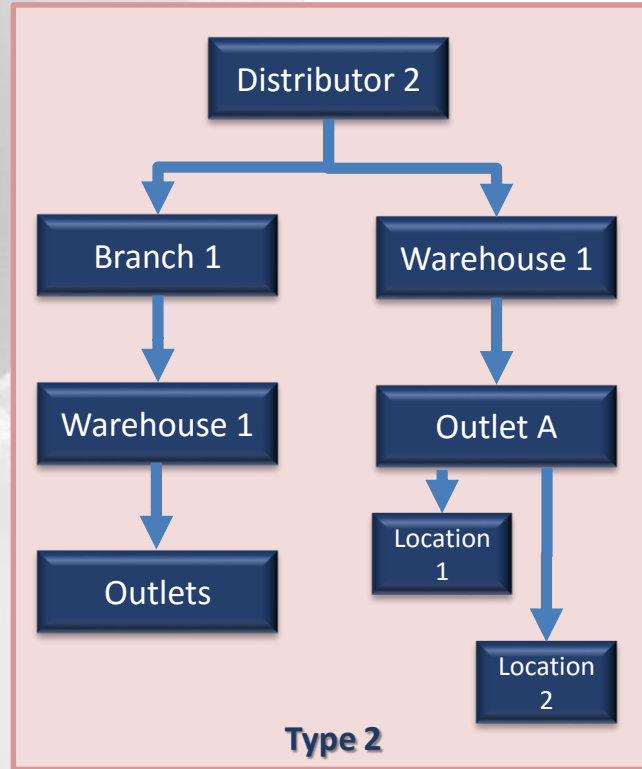 Distributor 2
Branch 1
Warehouse 1
Warehouse 1
Outlet A
Location
1
Outlets
Location
2
Type 2